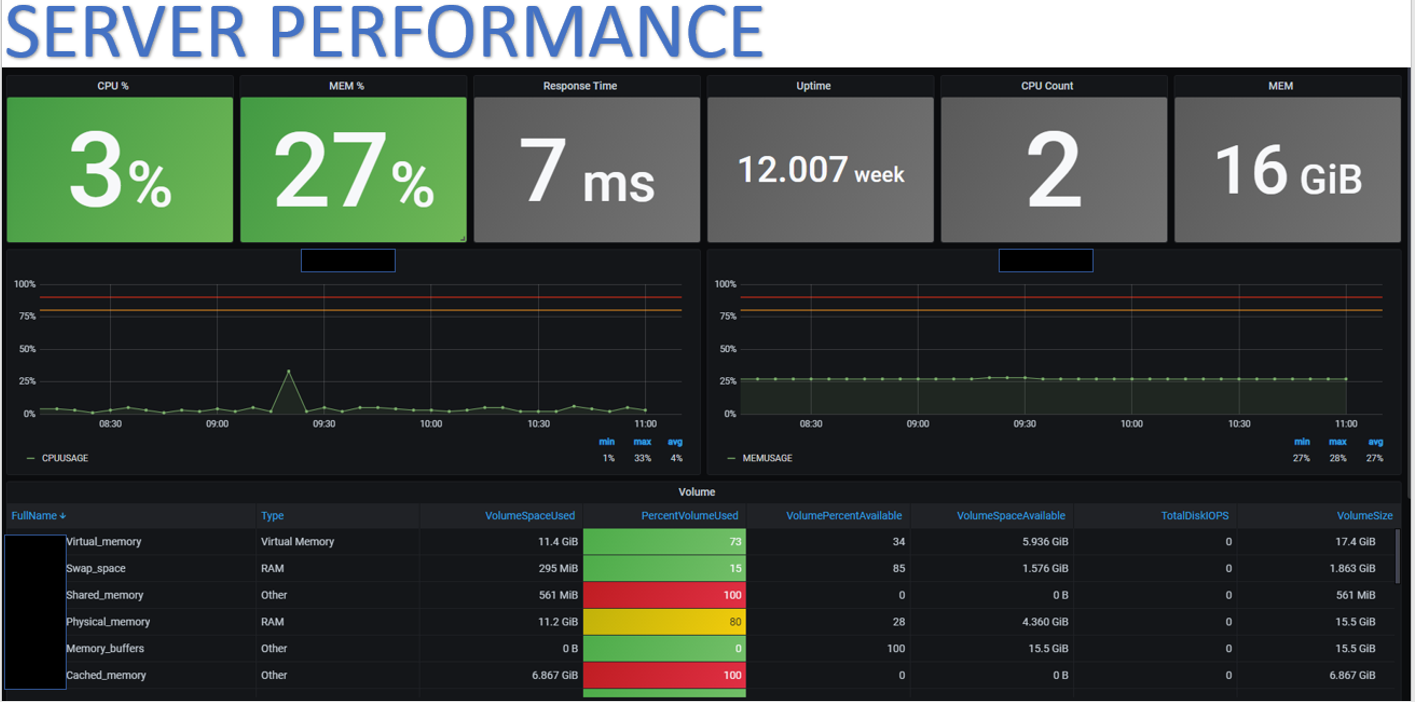 SERVER PERFORMANCE
CPU % MEM % Response Time Uptime CPU Count MEM
3% 27% 7 ms 12.007 week 2 16 GiB
100%
75%
50%
25%
0%
08:30 09:00 09:30 10:00 10:30 11:00
min max avg
CPUUSAGE 1% 33% 4%
100%
75%
50%
25%
0%
08:30 09:00 09:30 10:00 10:30 11:00
min max avg
MEMUSAGE 27% 28% 27%
Volume
FullName Type VolumeSpaceUsed PercentVolumeUsed VolumePercentAvailable VolumeSpaceAvailable TotalDiskIOPS VolumeSize
Virtual_memory Virtual Memory 11.4 GiB 73 34 5.936 GiB 0 17.4 GiB
Swap_space RAM 295 MiB 15 85 1.576 GiB 0 1.863 GiB
Shared_memory Other 561 MiB 100 0 0 B 0 561 MiB
Physical_memory RAM 11.2 GiB 80 28 4.360 GiB 0 15.5 GiB
Memory_buffers Other 0 B 0 100 15.5 GiB 0 15.5 GiB
Cached_memory Other 6.867 GiB 100 0 0 B 0 6.867 GiB